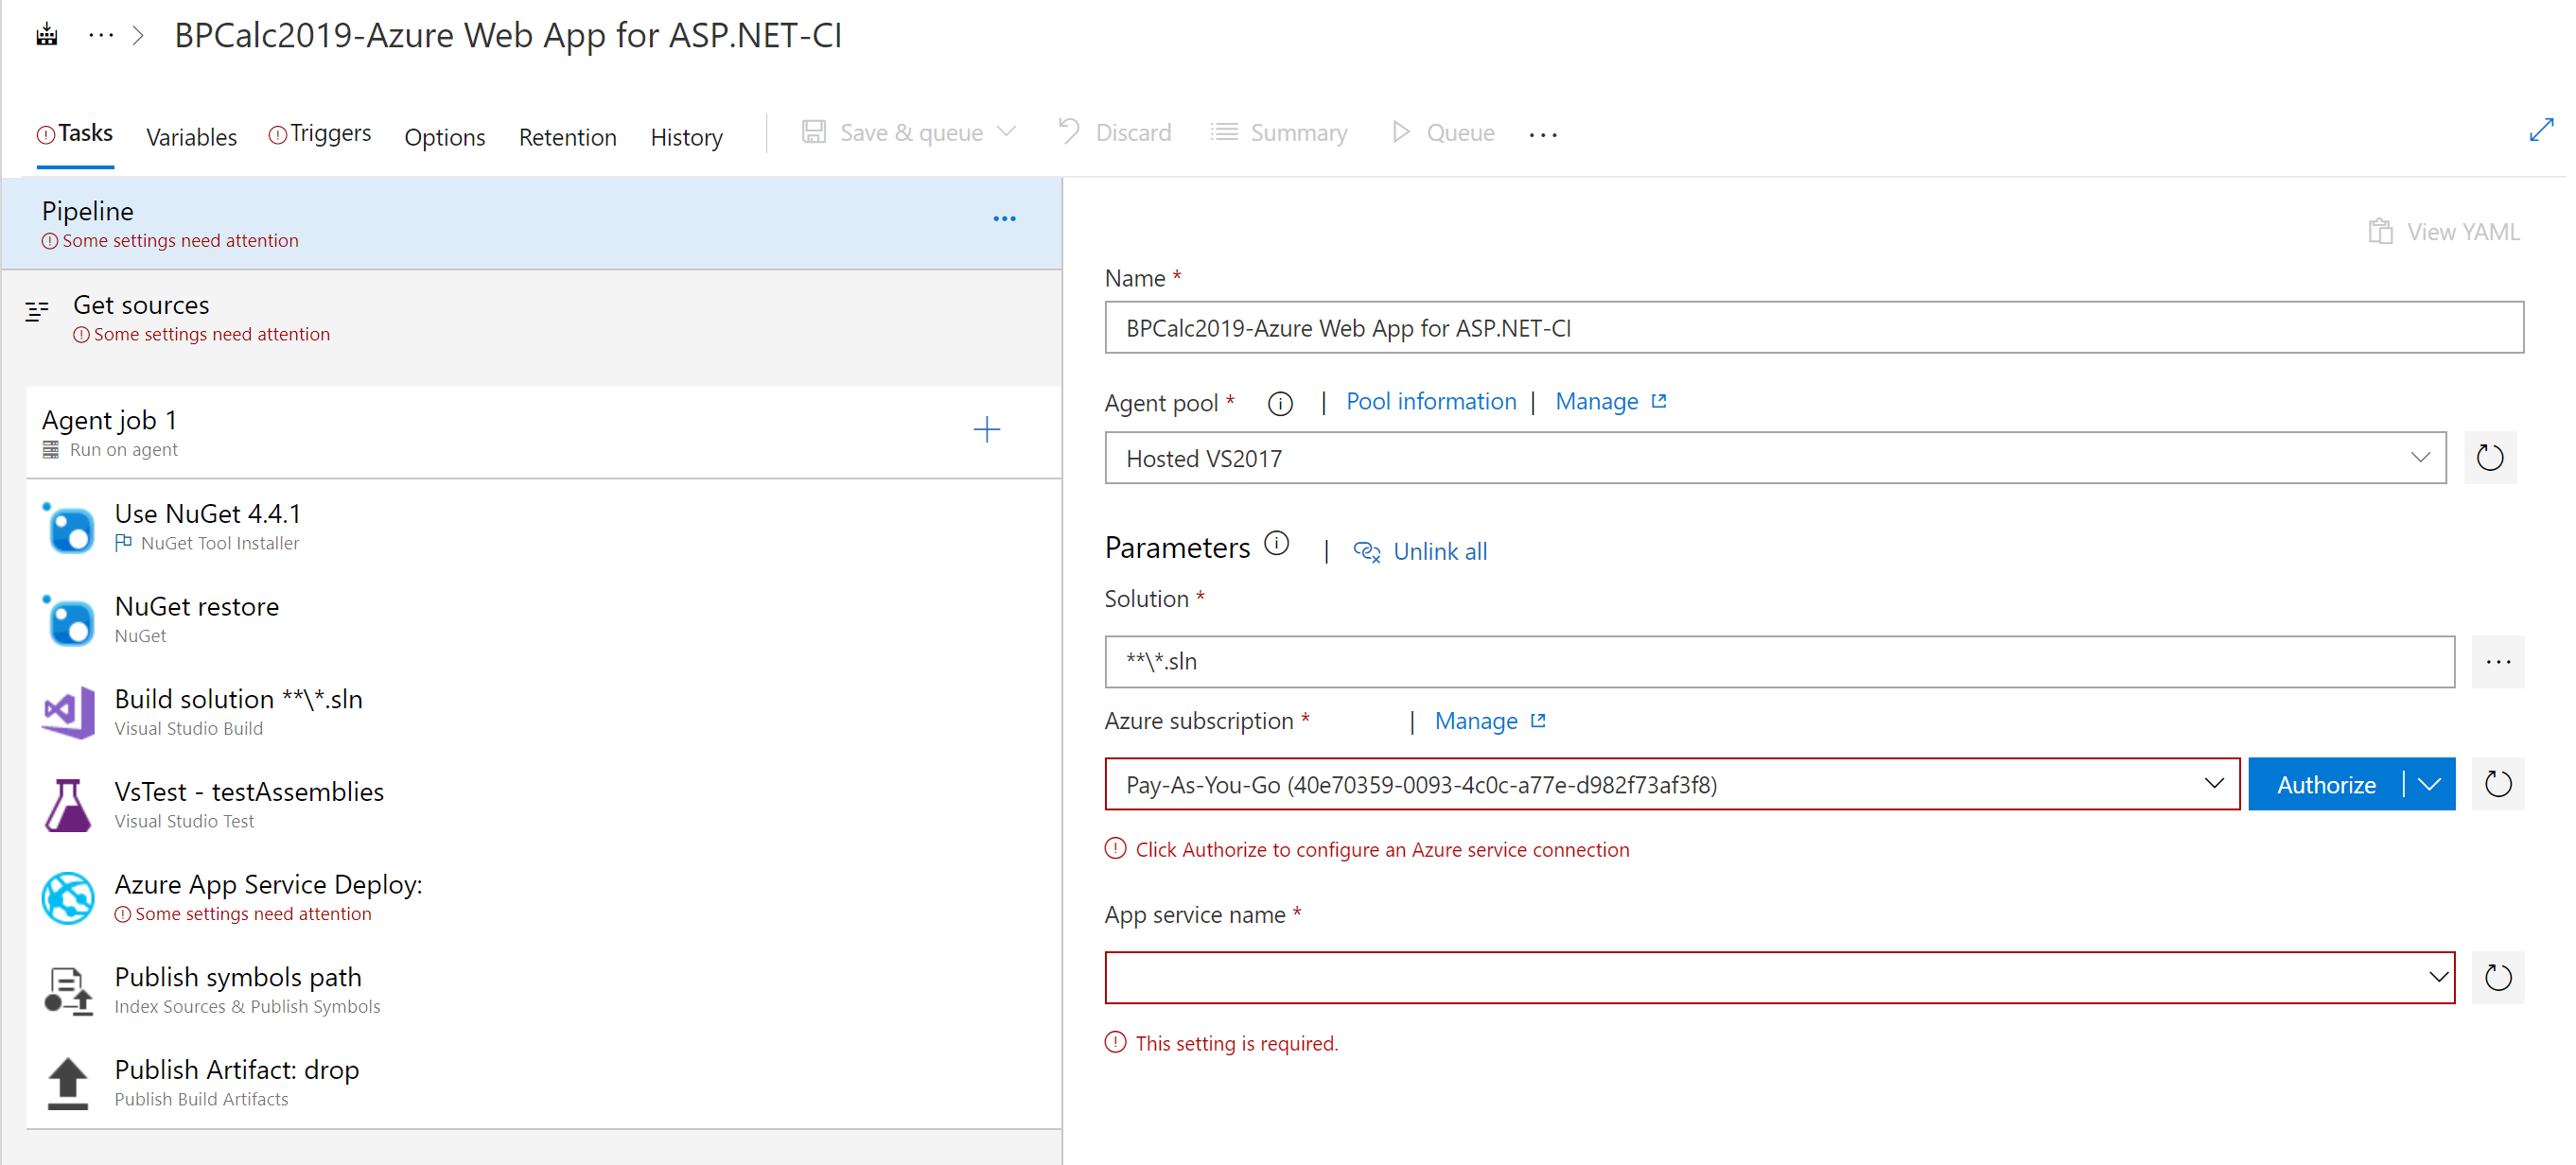 ··· > BPCalc2019-Azure Web App for ASP.NET-CI
Tasks Variables Triggers Options Retention History | Save & queue Discard Summary Queue ···
Pipeline ···
Some settings need attention
Get sources
Some settings need attention
Agent job 1 +
Run on agent
Use NuGet 4.4.1
NuGet Tool Installer
NuGet restore
NuGet
Build solution **\*.sln
Visual Studio Build
VsTest - testAssemblies
Visual Studio Test
Azure App Service Deploy:
Some settings need attention
Publish symbols path
Index Sources & Publish Symbols
Publish Artifact: drop
Publish Build Artifacts
View YAML
Name *
BPCalc2019-Azure Web App for ASP.NET-CI
Agent pool * | Pool information | Manage
Hosted VS2017
Parameters | Unlink all
Solution *
**\*.sln ···
Azure subscription * | Manage
Pay-As-You-Go (40e70359-0093-4c0c-a77e-d982f73af3f8) Authorize
Click Authorize to configure an Azure service connection
App service name *
This setting is required.